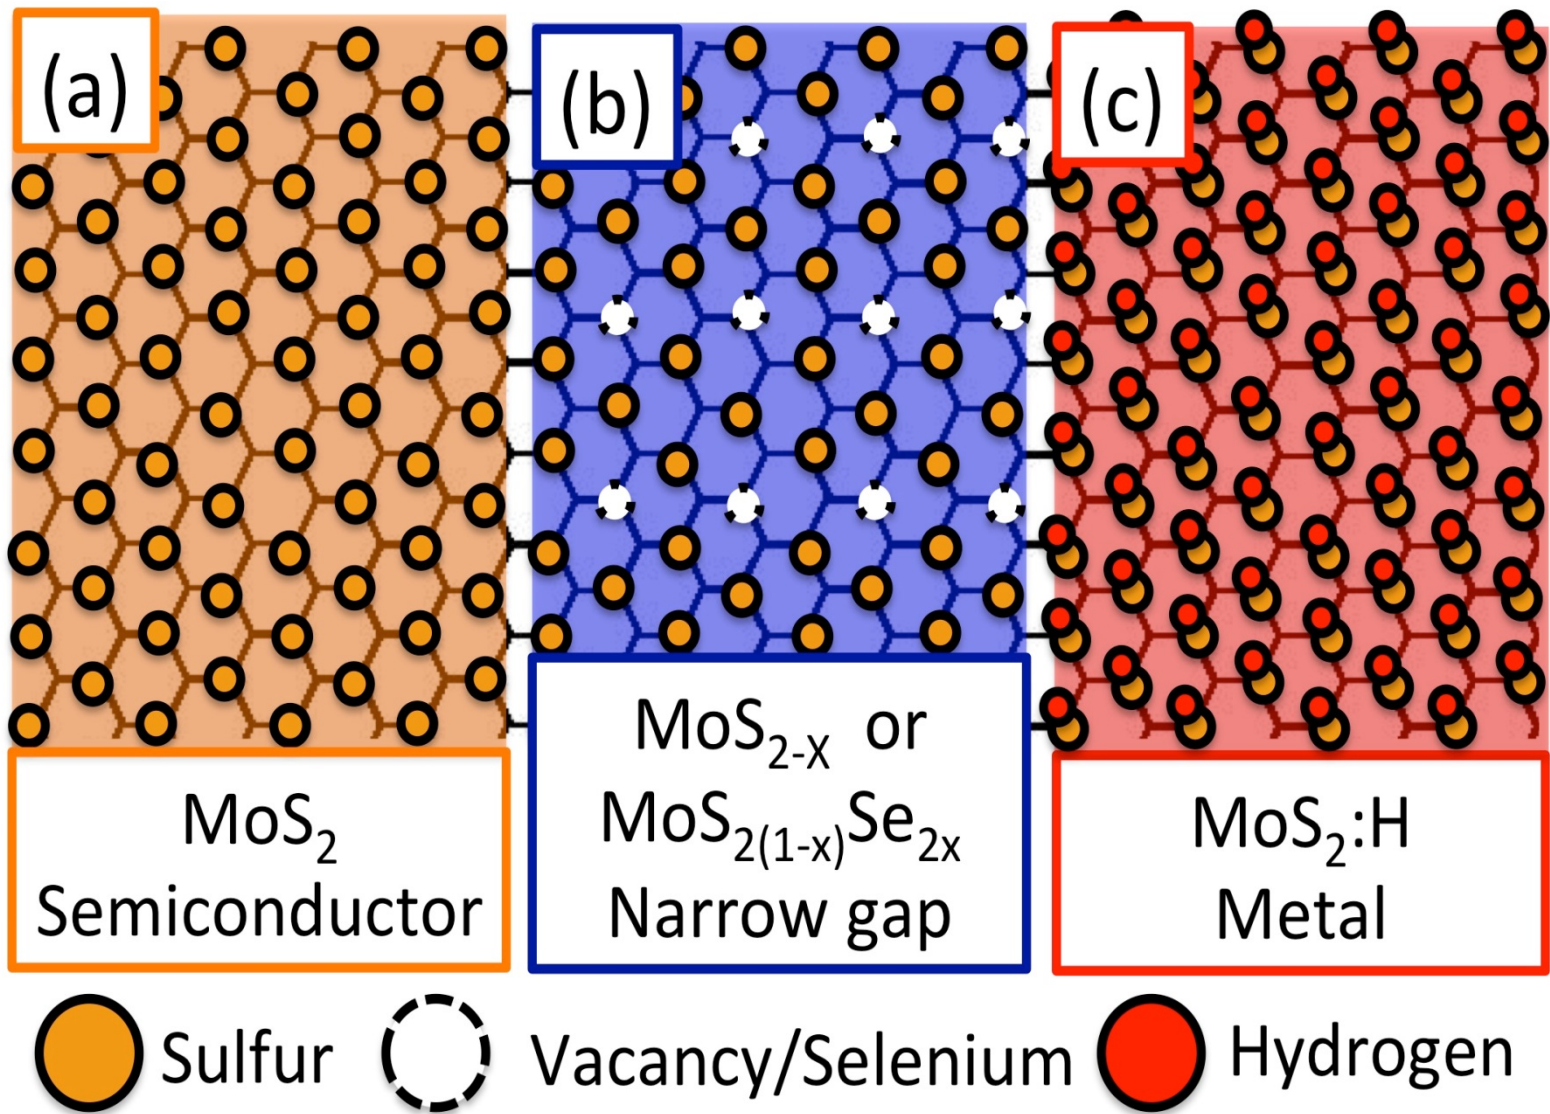 (a)
(b)
(c)
MoS₂
Semiconductor
MoS₂₋ₓ or
MoS₂₍₁₋ₓ₎Se₂ₓ
Narrow gap
MoS₂:H
Metal
Sulfur
Vacancy/Selenium
Hydrogen